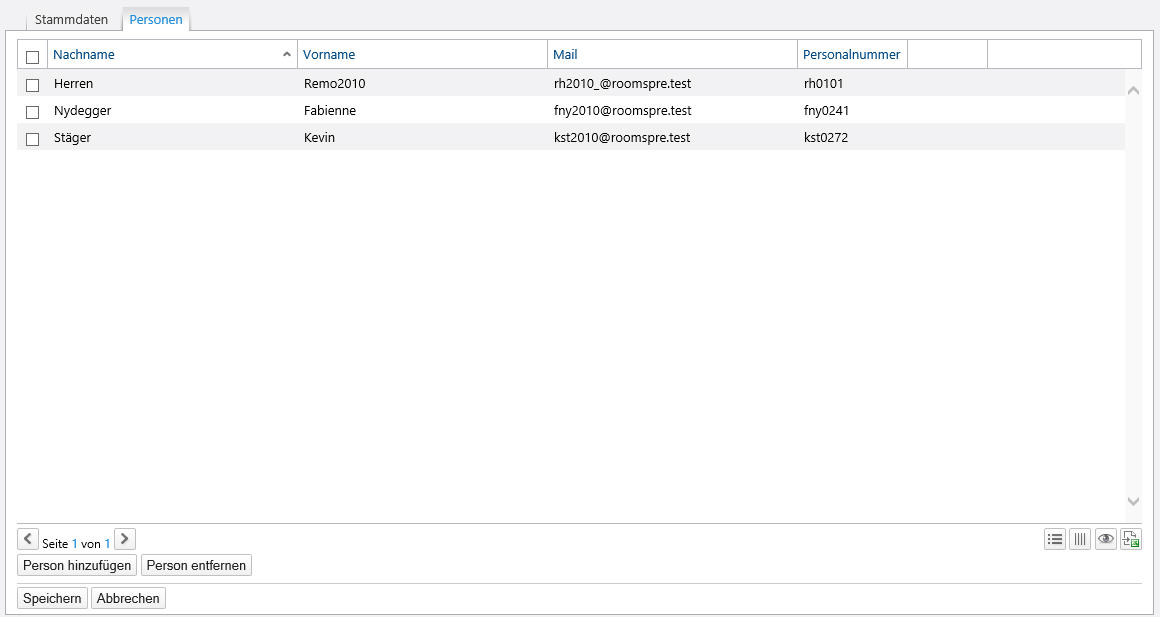 Stammdaten Personen
Nachname Vorname Mail Personalnummer
Herren Remo2010 rh2010_@roomspre.test rh0101
Nydegger Fabienne fny2010@roomspre.test fny0241
Stäger Kevin kst2010@roomspre.test kst0272
Seite 1 von 1
Person hinzufügen Person entfernen
Speichern Abbrechen